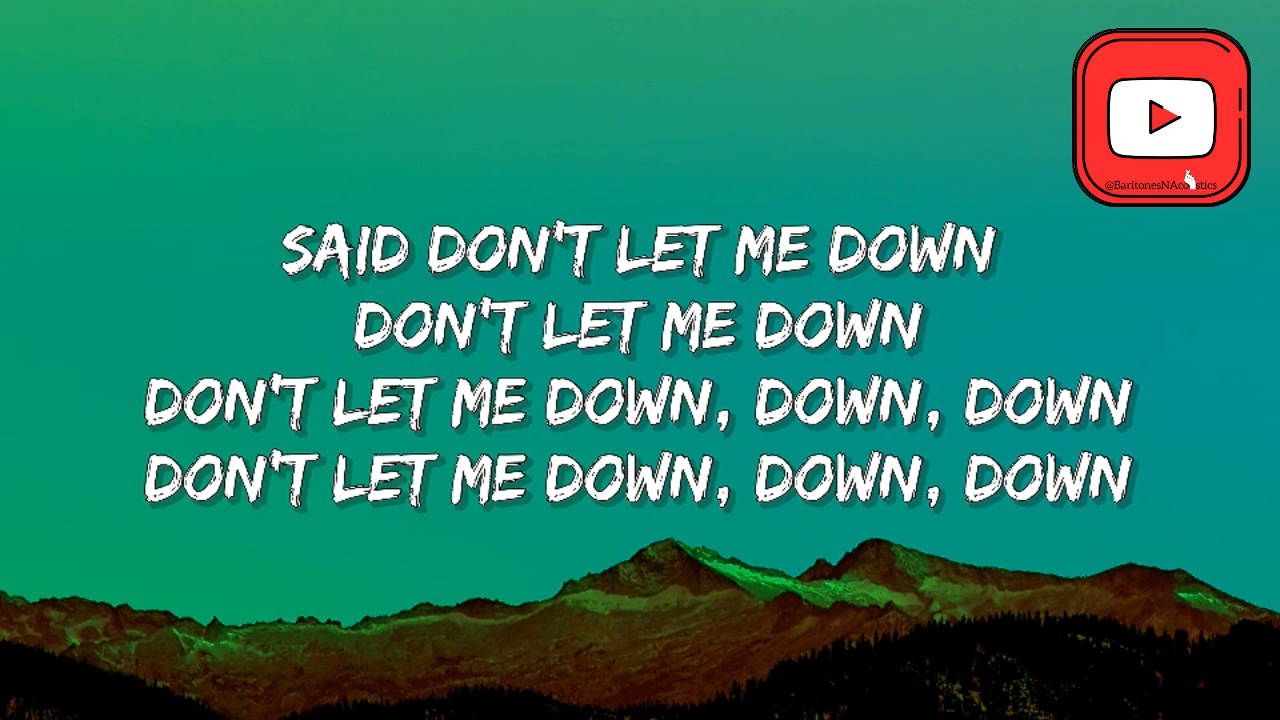 @BaritonesNAcoustics
SAID DON'T LET ME DOWN
DON'T LET ME DOWN
DON'T LET ME DOWN, DOWN, DOWN
DON'T LET ME DOWN, DOWN, DOWN